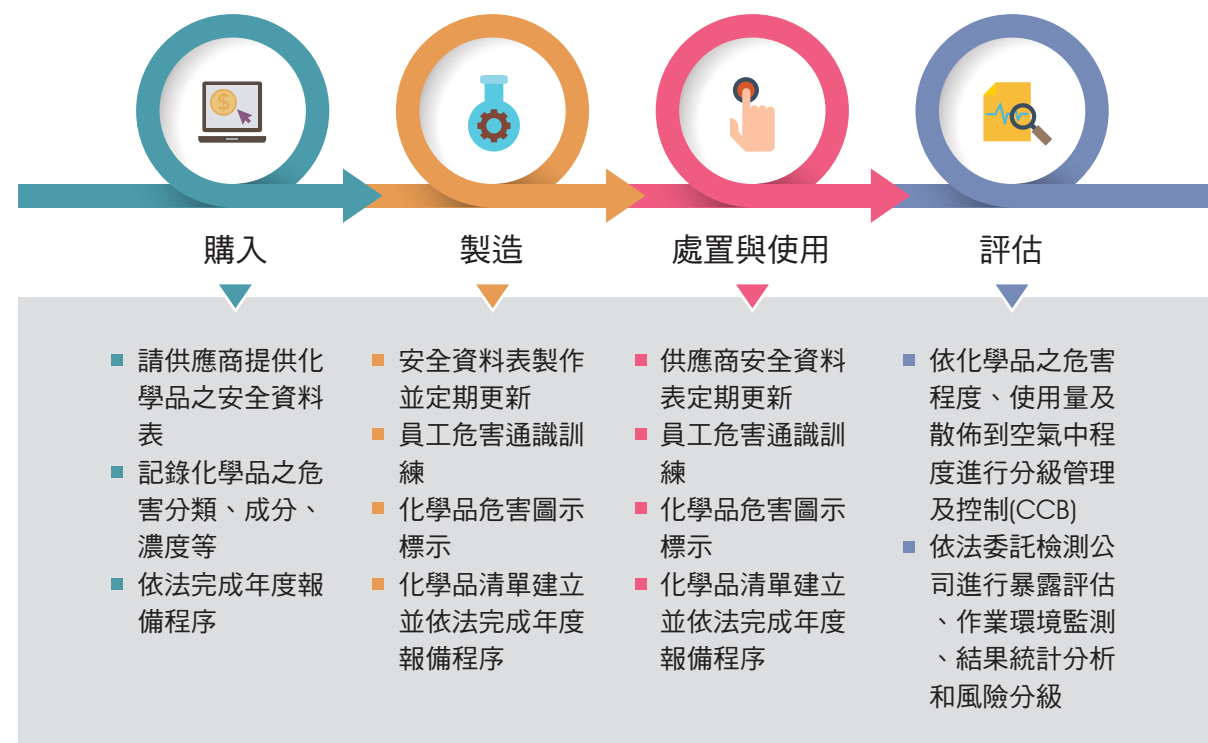 購入
製造
處置與使用
評估
請供應商提供化
學品之安全資料
表
記錄化學品之危
害分類、成分、
濃度等
依法完成年度報
備程序
安全資料表製作
並定期更新
員工危害通識訓
練
化學品危害圖示
標示
化學品清單建立
並依法完成年度
報備程序
供應商安全資料
表定期更新
員工危害通識訓
練
化學品危害圖示
標示
化學品清單建立
並依法完成年度
報備程序
依化學品之危害
程度、使用量及
散佈到空氣中程
度進行分級管理
及控制(CCB)
依法委託檢測公
司進行暴露評估
、作業環境監測
、結果統計分析
和風險分級